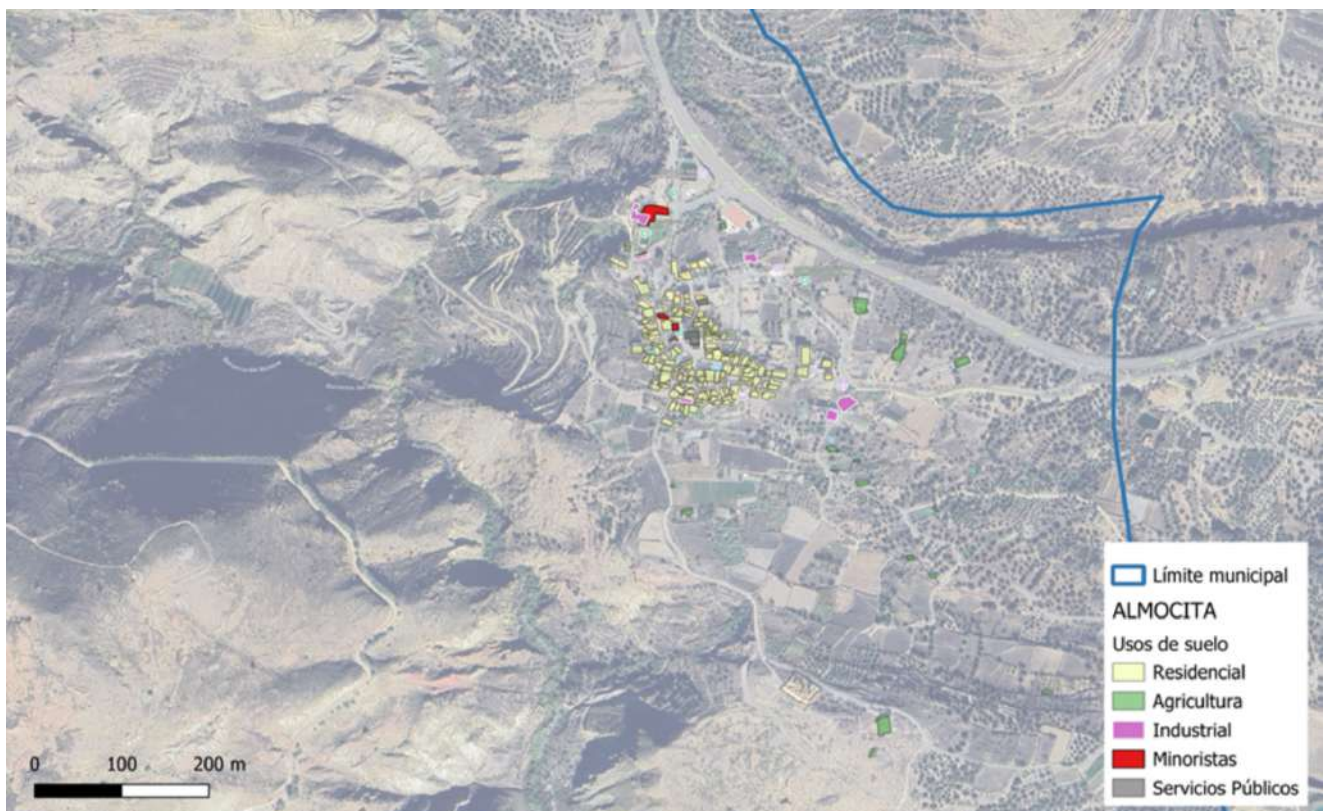 Límite municipal
ALMOCITA
Usos de suelo
Residencial
Agricultura
Industrial
Minoristas
Servicios Públicos
0 100 200 m